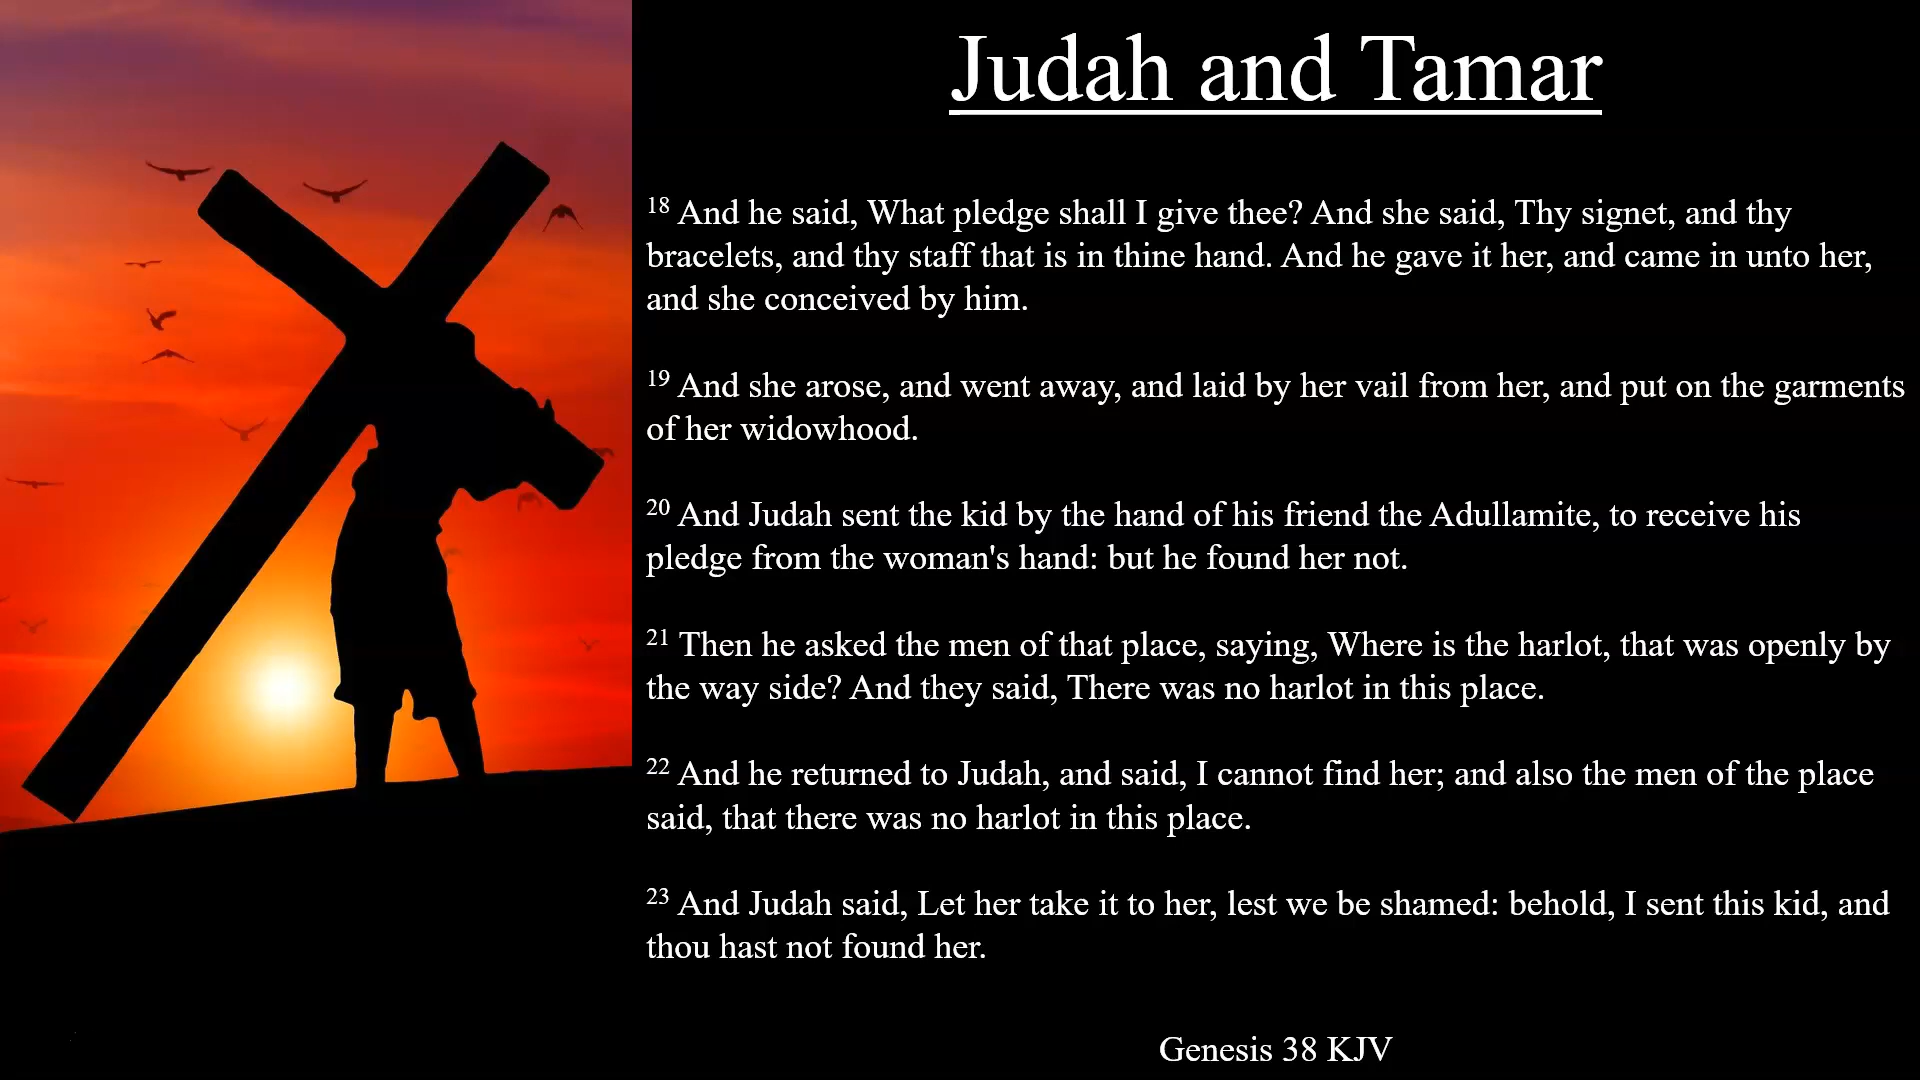 Judah and Tamar
18 And he said, What pledge shall I give thee? And she said, Thy signet, and thy
bracelets, and thy staff that is in thine hand. And he gave it her, and came in unto her,
and she conceived by him.
19 And she arose, and went away, and laid by her vail from her, and put on the garments
of her widowhood.
20 And Judah sent the kid by the hand of his friend the Adullamite, to receive his
pledge from the woman's hand: but he found her not.
21 Then he asked the men of that place, saying, Where is the harlot, that was openly by
the way side? And they said, There was no harlot in this place.
22 And he returned to Judah, and said, I cannot find her; and also the men of the place
said, that there was no harlot in this place.
23 And Judah said, Let her take it to her, lest we be shamed: behold, I sent this kid, and
thou hast not found her.
Genesis 38 KJV